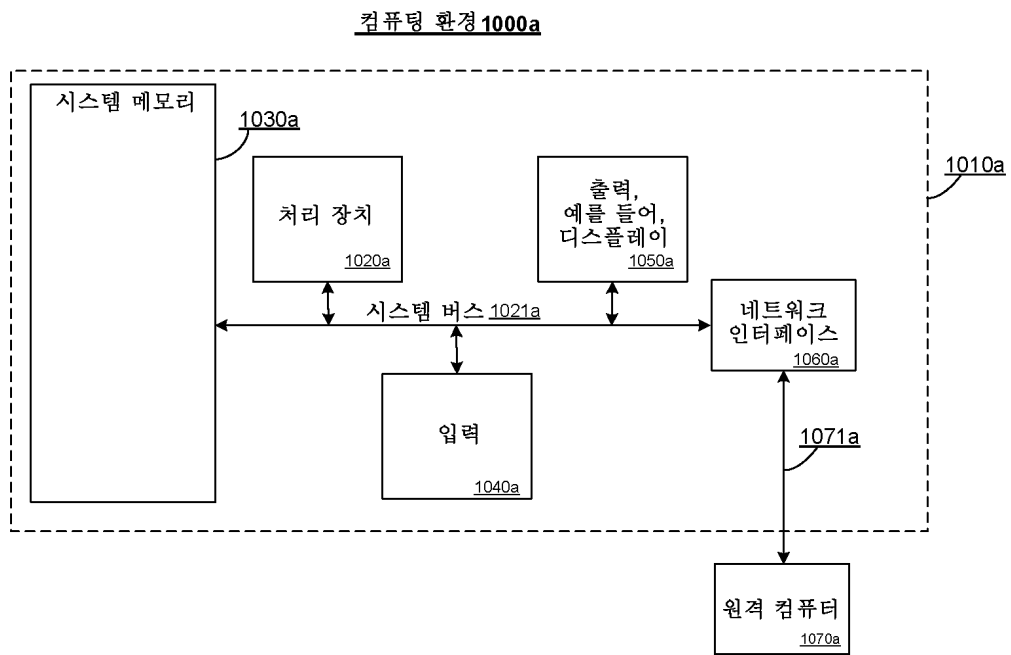 컴퓨팅 환경 1000a
시스템 메모리
1030a
처리 장치
1020a
출력,
예를 들어,
디스플레이
1050a
1010a
시스템 버스 1021a
네트워크
인터페이스
1060a
입력
1040a
1071a
원격 컴퓨터
1070a